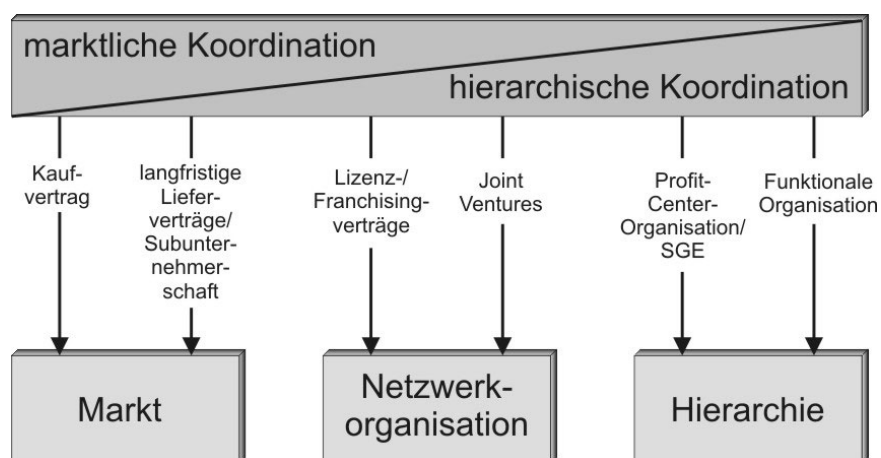 marktliche Koordination
hierarchische Koordination
Kauf-
vertrag
langfristige
Liefer-
verträge/
Subunter-
nehmer-
schaft
Lizenz-/
Franchising-
verträge
Joint
Ventures
Profit-
Center-
Organisation/
SGE
Funktionale
Organisation
Markt
Netzwerk-
organisation
Hierarchie